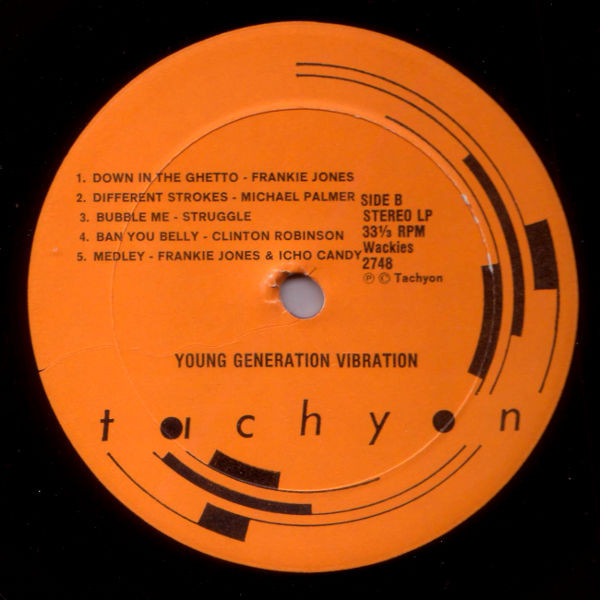 1. DOWN IN THE GHETTO - FRANKIE JONES
2. DIFFERENT STROKES - MICHAEL PALMER
3. BUBBLE ME - STRUGGLE
4. BAN YOU BELLY - CLINTON ROBINSON
5. MEDLEY - FRANKIE JONES & ICHO CANDY
SIDE B
STEREO LP
33⅓ RPM
Wackies
2748
℗ © Tachyon
YOUNG GENERATION VIBRATION
tachyon